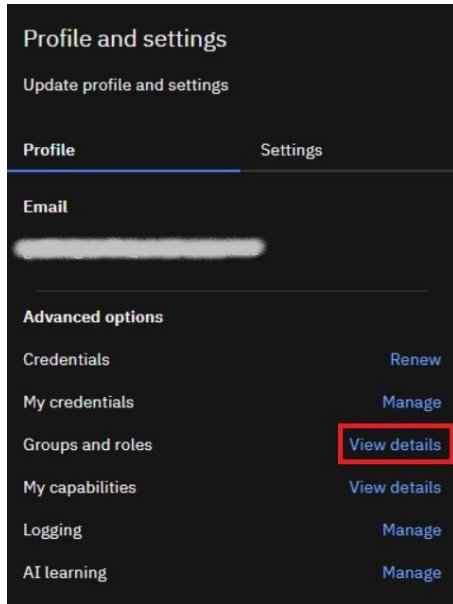 Profile and settings
Update profile and settings
Profile Settings
Email
Advanced options
Credentials Renew
My credentials Manage
Groups and roles View details
My capabilities View details
Logging Manage
AI learning Manage